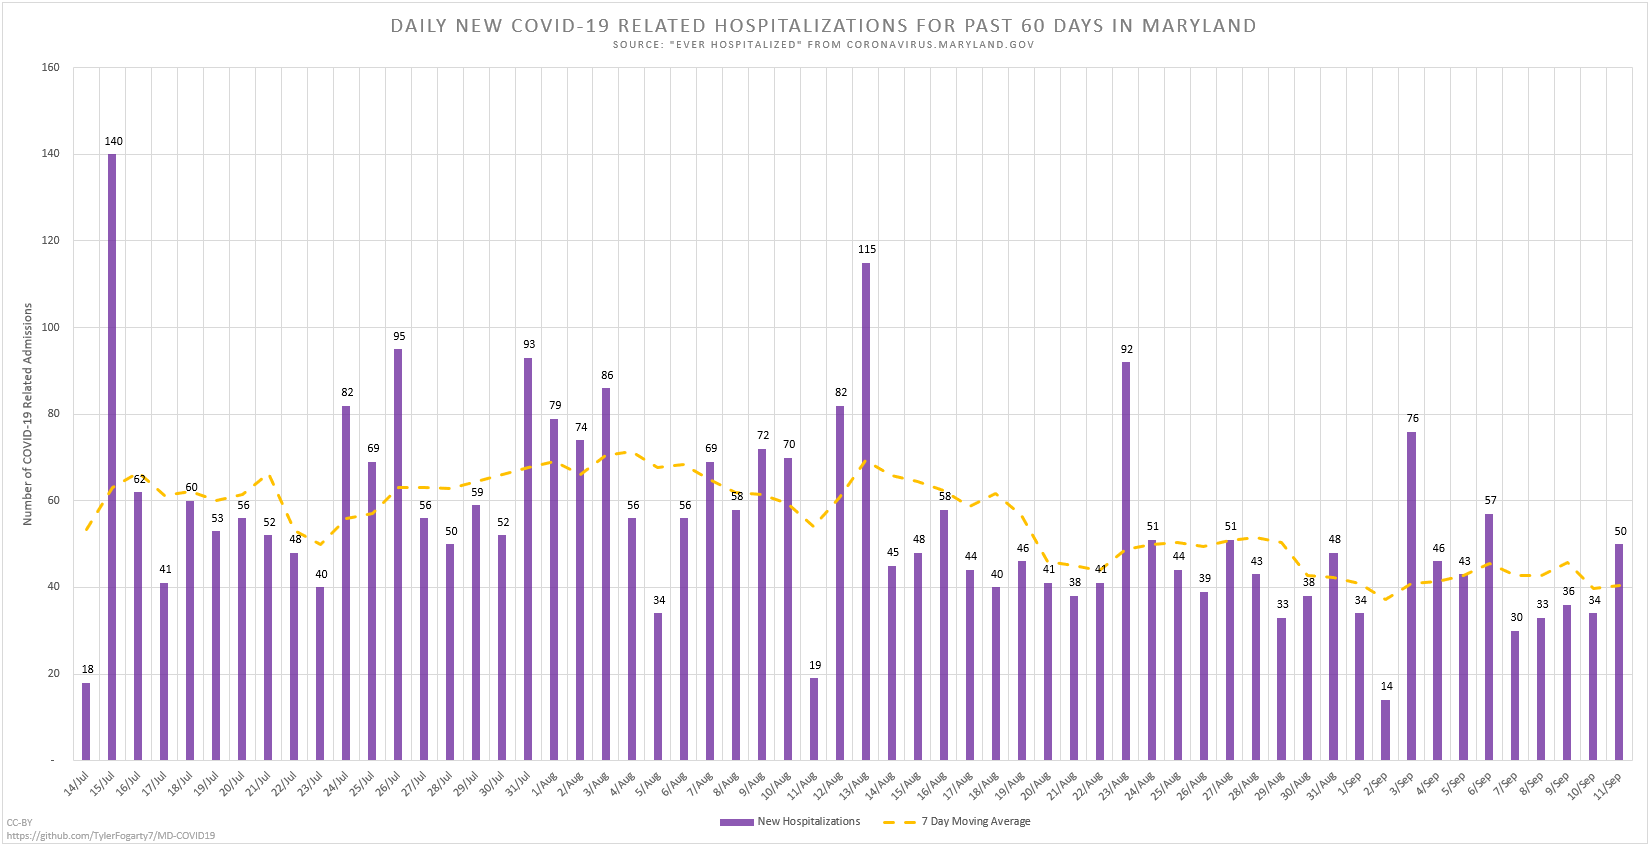 DAILY NEW COVID-19 RELATED HOSPITALIZATIONS FOR PAST 60 DAYS IN MARYLAND
SOURCE: "EVER HOSPITALIZED" FROM CORONAVIRUS.MARYLAND.GOV
Number of COVID-19 Related Admissions
160
140
120
100
80
60
40
20
-
18 140 62 41 60 53 56 52 48 40 82 69 95 56 50 59 52 93 79 74 86 56 34 56 69 58 72 70 19 82 115 45 48 58 44 40 46 41 38 41 92 51 44 39 51 43 33 38 48 34 14 76 46 43 57 30 33 36 34 50
14/Jul 15/Jul 16/Jul 17/Jul 18/Jul 19/Jul 20/Jul 21/Jul 22/Jul 23/Jul 24/Jul 25/Jul 26/Jul 27/Jul 28/Jul 29/Jul 30/Jul 31/Jul 1/Aug 2/Aug 3/Aug 4/Aug 5/Aug 6/Aug 7/Aug 8/Aug 9/Aug 10/Aug 11/Aug 12/Aug 13/Aug 14/Aug 15/Aug 16/Aug 17/Aug 18/Aug 19/Aug 20/Aug 21/Aug 22/Aug 23/Aug 24/Aug 25/Aug 26/Aug 27/Aug 28/Aug 29/Aug 30/Aug 31/Aug 1/Sep 2/Sep 3/Sep 4/Sep 5/Sep 6/Sep 7/Sep 8/Sep 9/Sep 10/Sep 11/Sep
New Hospitalizations 7 Day Moving Average
CC-BY
https://github.com/TylerFogarty7/MD-COVID19